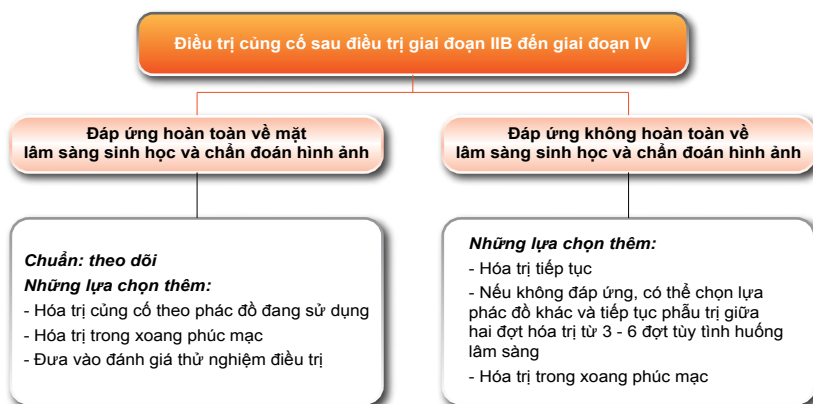 Điều trị củng cố sau điều trị giai đoạn IIB đến giai đoạn IV
Đáp ứng hoàn toàn về mặt
lâm sàng sinh học và chẩn đoán hình ảnh
Đáp ứng không hoàn toàn về
lâm sàng sinh học và chẩn đoán hình ảnh
Chuẩn: theo dõi
Những lựa chọn thêm:
- Hóa trị củng cố theo phác đồ đang sử dụng
- Hóa trị trong xoang phúc mạc
- Đưa vào đánh giá thử nghiệm điều trị
Những lựa chọn thêm:
- Hóa trị tiếp tục
- Nếu không đáp ứng, có thể chọn lựa
phác đồ khác và tiếp tục phẫu trị giữa
hai đợt hóa trị từ 3 - 6 đợt tùy tình huống
lâm sàng
- Hóa trị trong xoang phúc mạc